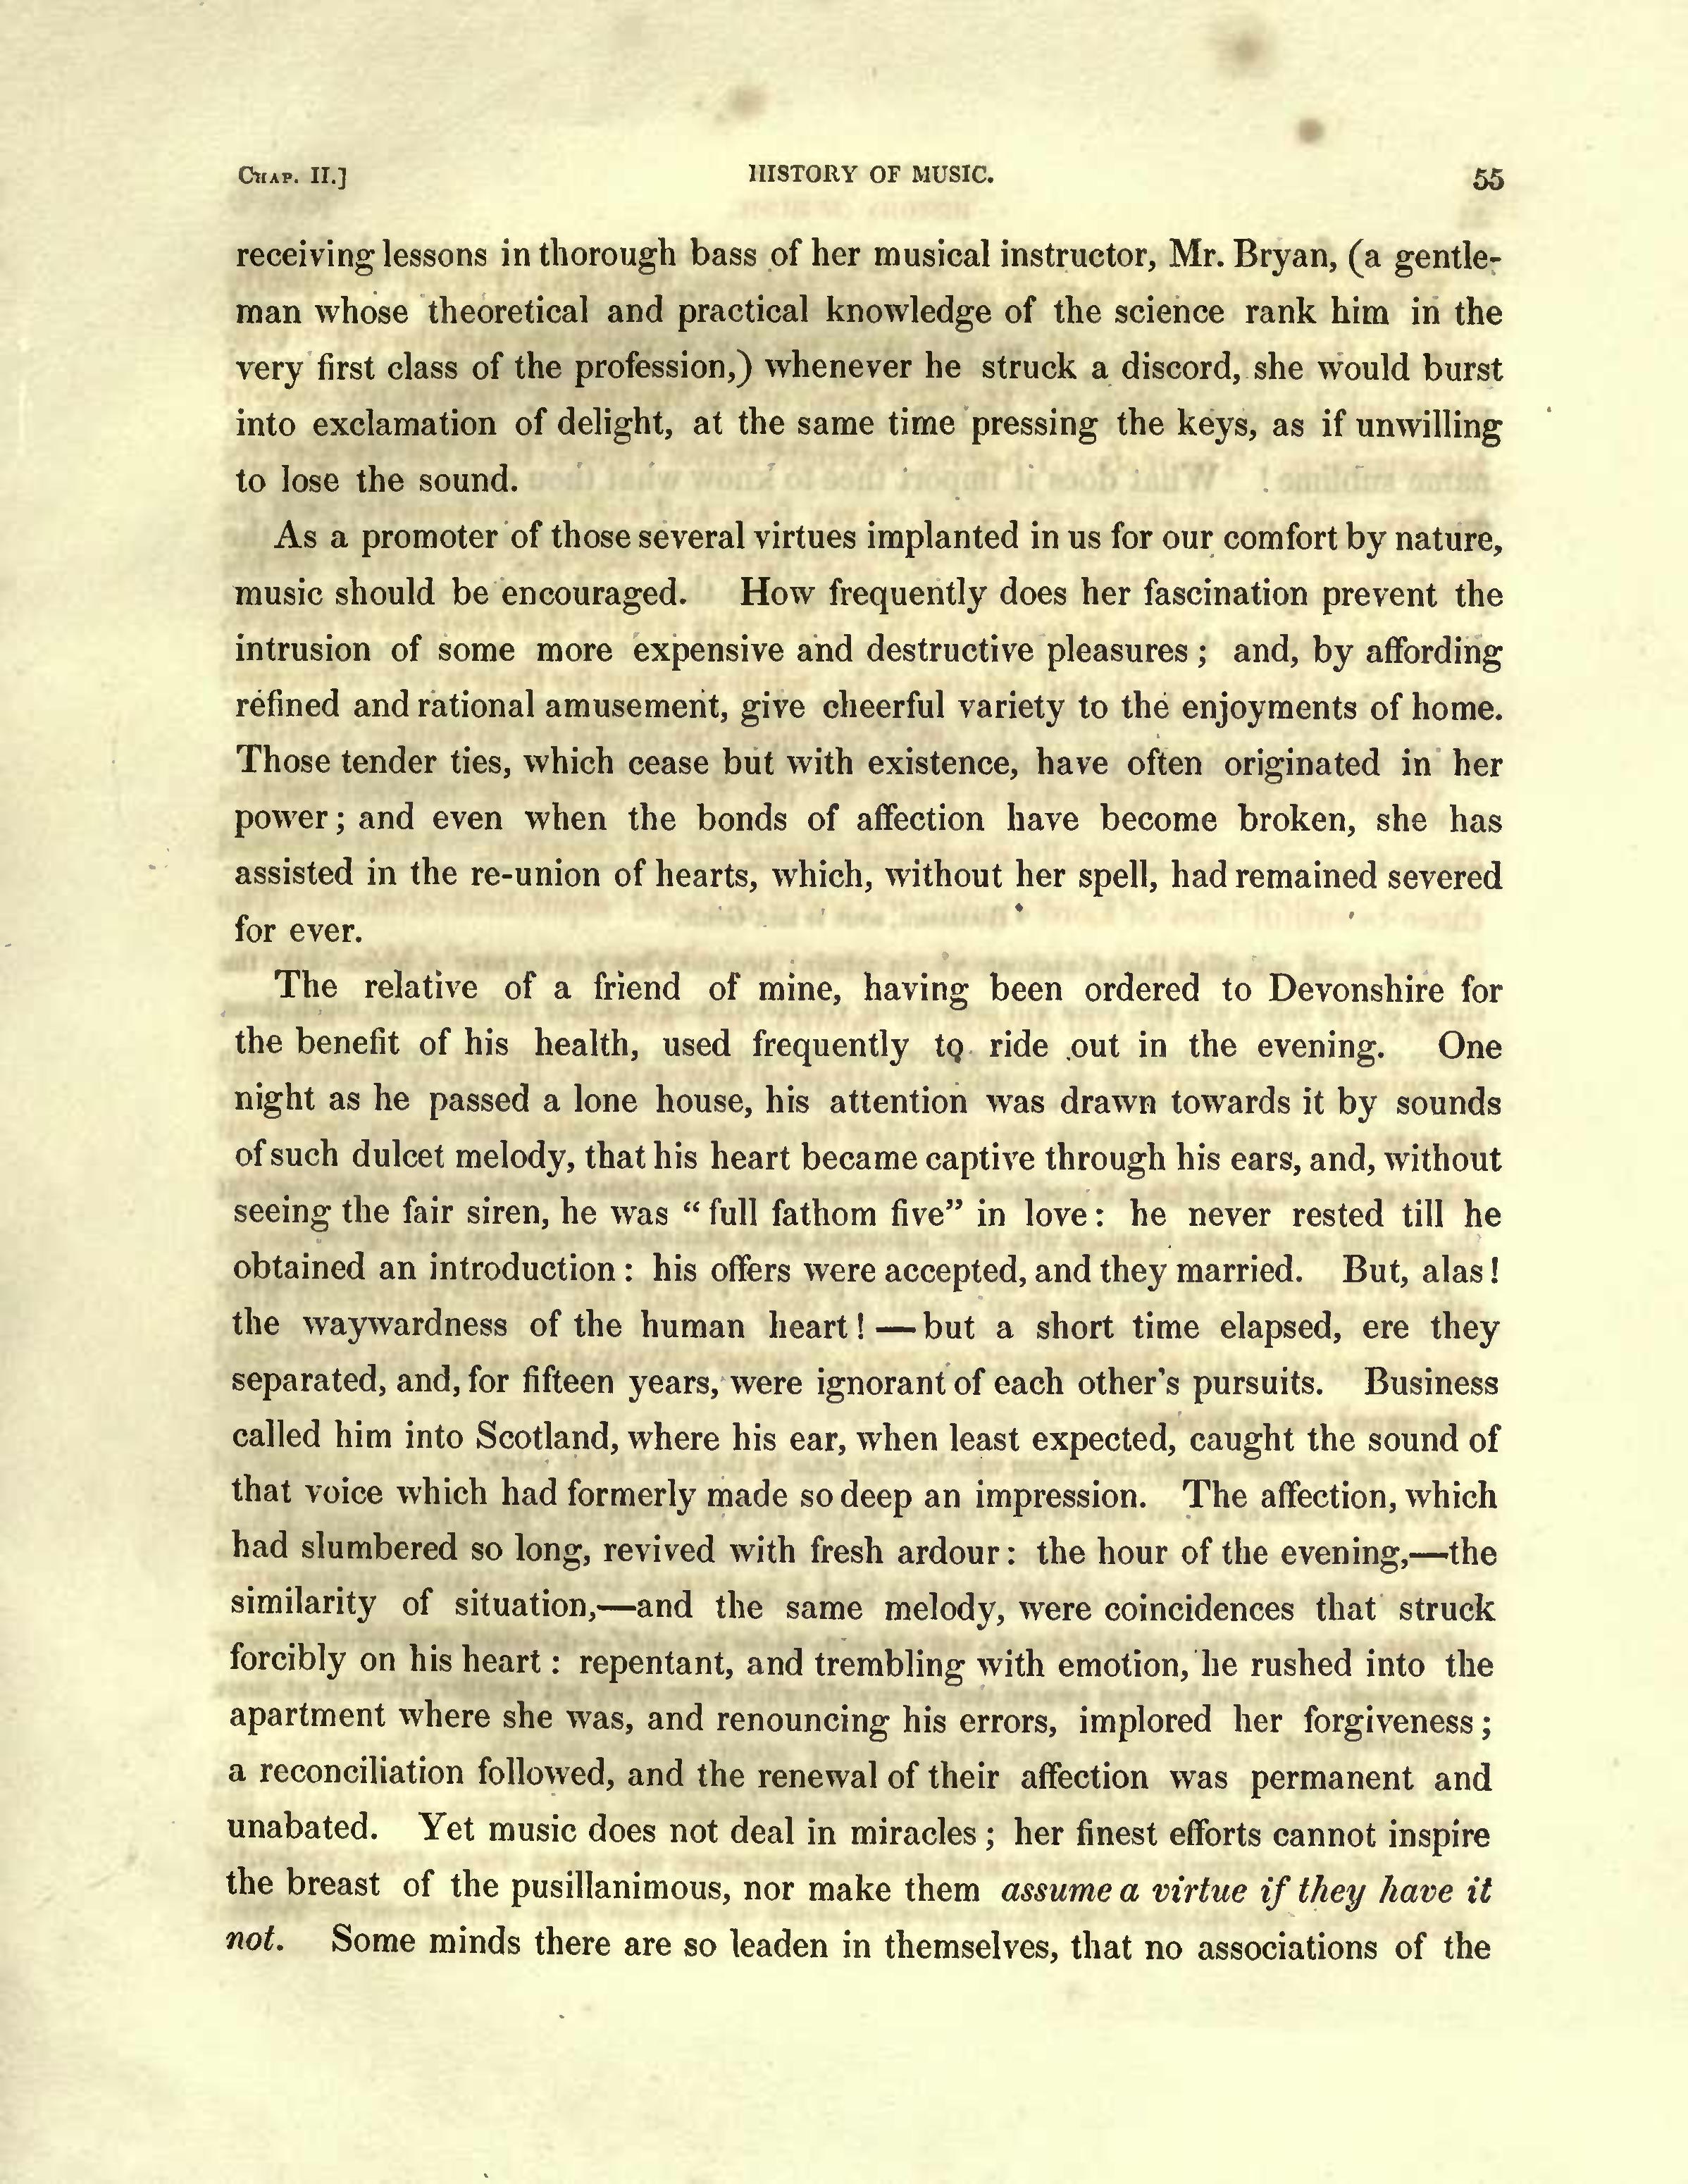 CHAP. II.] HISTORY OF MUSIC. 55
receiving lessons in thorough bass of her musical instructor, Mr. Bryan, (a gentle-
man whose theoretical and practical knowledge of the science rank him in the
very first class of the profession,) whenever he struck a discord, she would burst
into exclamation of delight, at the same time pressing the keys, as if unwilling
to lose the sound.
As a promoter of those several virtues implanted in us for our comfort by nature,
music should be encouraged. How frequently does her fascination prevent the
intrusion of some more expensive and destructive pleasures ; and, by affording
refined and rational amusement, give cheerful variety to the enjoyments of home.
Those tender ties, which cease but with existence, have often originated in her
power ; and even when the bonds of affection have become broken, she has
assisted in the re-union of hearts, which, without her spell, had remained severed
for ever.
The relative of a friend of mine, having been ordered to Devonshire for
the benefit of his health, used frequently to ride out in the evening. One
night as he passed a lone house, his attention was drawn towards it by sounds
of such dulcet melody, that his heart became captive through his ears, and, without
seeing the fair siren, he was “ full fathom five” in love : he never rested till he
obtained an introduction : his offers were accepted, and they married. But, alas !
the waywardness of the human heart ! — but a short time elapsed, ere they
separated, and, for fifteen years, were ignorant of each other's pursuits. Business
called him into Scotland, where his ear, when least expected, caught the sound of
that voice which had formerly made so deep an impression. The affection, which
had slumbered so long, revived with fresh ardour : the hour of the evening,—the
similarity of situation,—and the same melody, were coincidences that struck
forcibly on his heart : repentant, and trembling with emotion, he rushed into the
apartment where she was, and renouncing his errors, implored her forgiveness ;
a reconciliation followed, and the renewal of their affection was permanent and
unabated. Yet music does not deal in miracles ; her finest efforts cannot inspire
the breast of the pusillanimous, nor make them assume a virtue if they have it
not. Some minds there are so leaden in themselves, that no associations of the